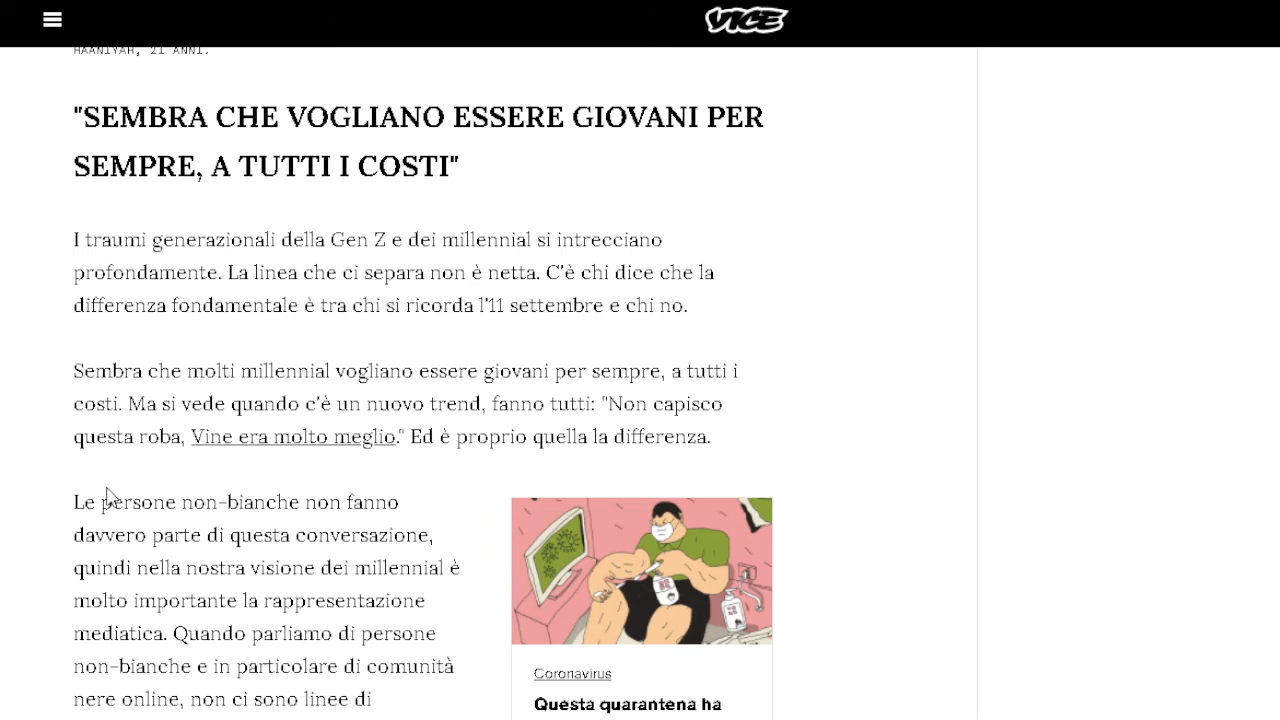 VICE
HAANIYAH, 21 ANNI.
"SEMBRA CHE VOGLIANO ESSERE GIOVANI PER
SEMPRE, A TUTTI I COSTI"
I traumi generazionali della Gen Z e dei millennial si intrecciano
profondamente. La linea che ci separa non è netta. C'è chi dice che la
differenza fondamentale è tra chi si ricorda l'11 settembre e chi no.
Sembra che molti millennial vogliano essere giovani per sempre, a tutti i
costi. Ma si vede quando c'è un nuovo trend, fanno tutti: "Non capisco
questa roba, Vine era molto meglio." Ed è proprio quella la differenza.
Le persone non-bianche non fanno
davvero parte di questa conversazione,
quindi nella nostra visione dei millennial è
molto importante la rappresentazione
mediatica. Quando parliamo di persone
non-bianche e in particolare di comunità
nere online, non ci sono linee di
Coronavirus
Questa quarantena ha